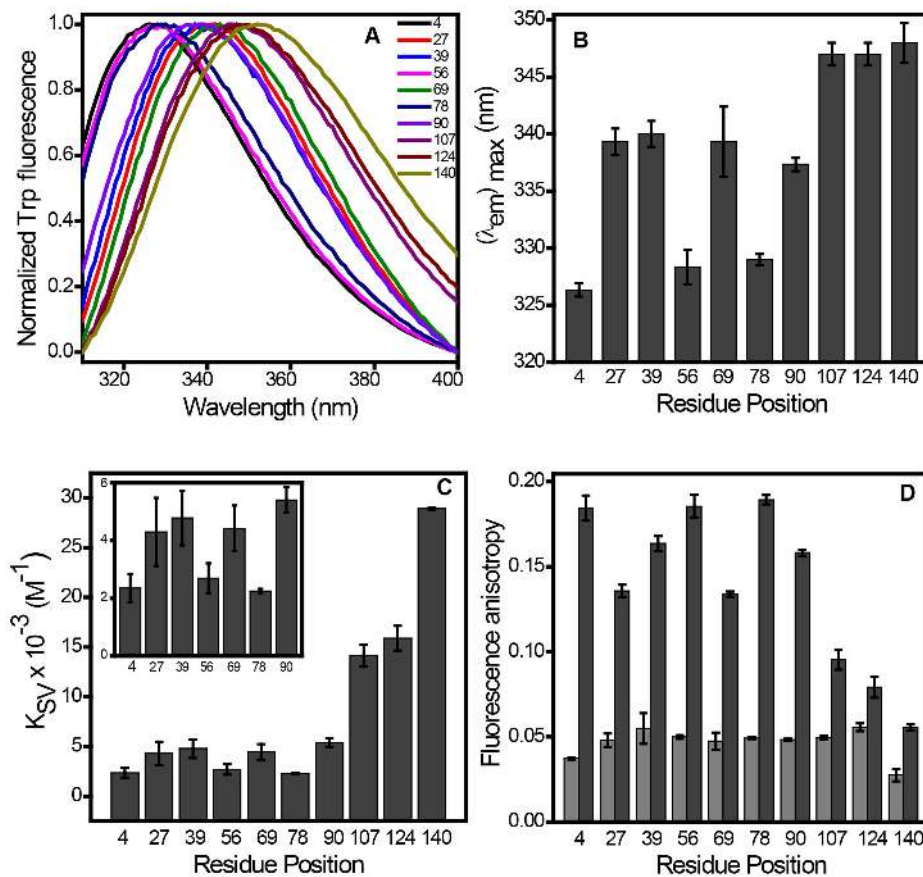 A
Normalized Trp fluorescence
1.0
0.8
0.6
0.4
0.2
0.0
320 340 360 380 400
Wavelength (nm)
4
27
39
56
69
78
90
107
124
140
B
(λem) max (nm)
350
345
340
335
330
325
320
4 27 39 56 69 78 90 107 124 140
Residue Position
C
KSV x 10⁻³ (M⁻¹)
30
25
20
15
10
5
0
6
4
2
0
4 27 39 56 69 78 90
4 27 39 56 69 78 90 107 124 140
Residue Position
D
Fluorescence anisotropy
0.20
0.15
0.10
0.05
0.00
4 27 39 56 69 78 90 107 124 140
Residue Position